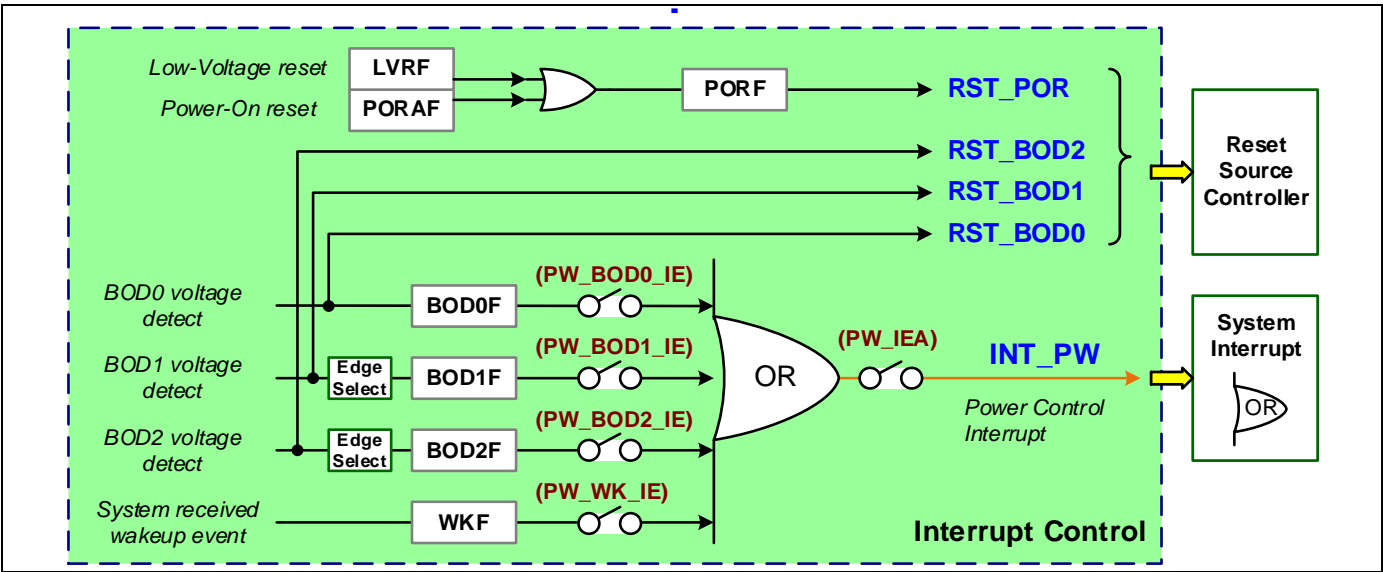 Low-Voltage reset
LVRF
Power-On reset
PORAF
PORF
RST_POR
RST_BOD2
RST_BOD1
RST_BOD0
Reset
Source
Controller
BOD0 voltage
detect
BOD0F
(PW_BOD0_IE)
BOD1 voltage
detect
Edge
Select
BOD1F
(PW_BOD1_IE)
BOD2 voltage
detect
Edge
Select
BOD2F
(PW_BOD2_IE)
System received
wakeup event
WKF
(PW_WK_IE)
OR
(PW_IEA)
INT_PW
Power Control
Interrupt
System
Interrupt
OR
Interrupt Control